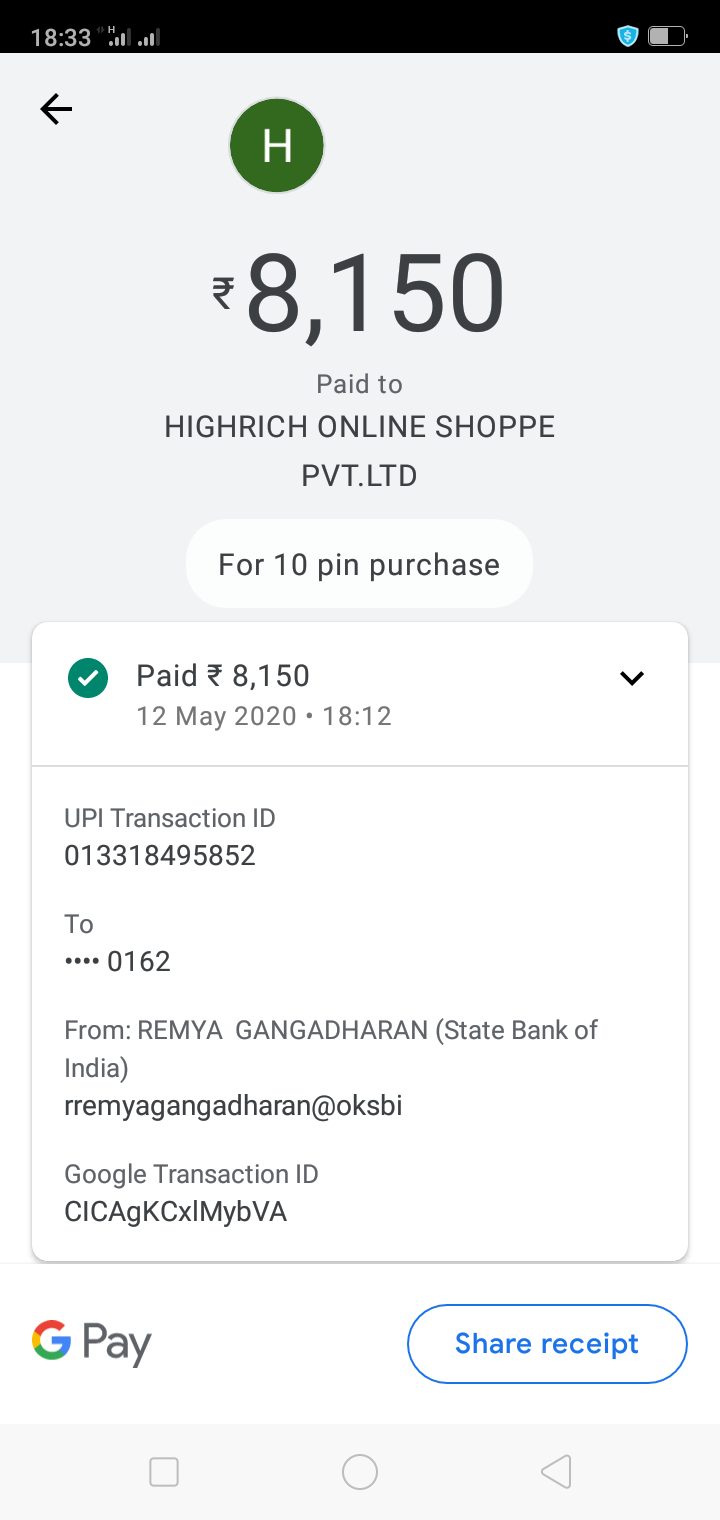 18:33 H
H
₹8,150
Paid to
HIGHRICH ONLINE SHOPPE
PVT.LTD
For 10 pin purchase
Paid ₹ 8,150
12 May 2020 • 18:12
UPI Transaction ID
013318495852
To
•••• 0162
From: REMYA  GANGADHARAN (State Bank of
India)
rremyagangadharan@oksbi
Google Transaction ID
CICAgKCxlMybVA
G Pay
Share receipt